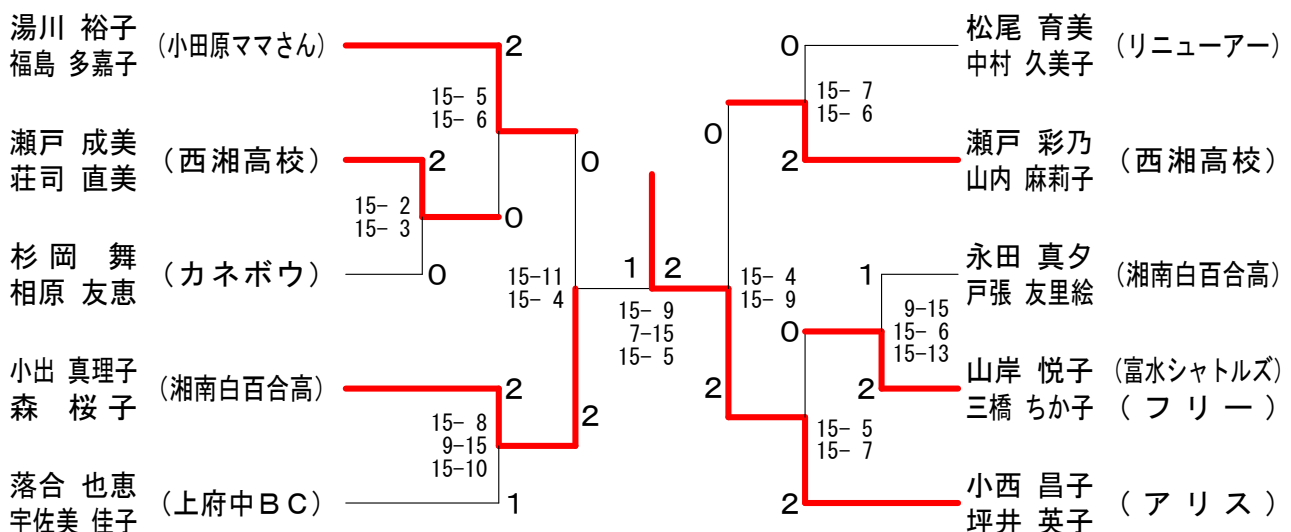 湯川 裕子
福島 多嘉子
(小田原ママさん)
2
15- 5
15- 6
瀬戸 成美
荘司 直美
(西湘高校)
2
15- 2
15- 3
0
杉岡 舞
相原 友恵
(カネボウ)
0
0
15-11
15- 4
小出 真理子
森 桜子
(湘南白百合高)
2
15- 8
9-15
15-10
2
落合 也恵
宇佐美 佳子
(上府中BC)
1
1
2
15- 9
7-15
15- 5
0
松尾 育美
中村 久美子
(リニューアー)
15- 7
15- 6
0
2
瀬戸 彩乃
山内 麻莉子
(西湘高校)
15- 4
15- 9
1
永田 真夕
戸張 友里絵
(湘南白百合高)
9-15
15- 6
15-13
0
2
2
山岸 悦子
三橋 ちか子
(富水シャトルズ)
(フリー)
15- 5
15- 7
2
小西 昌子
坪井 英子
(アリス)